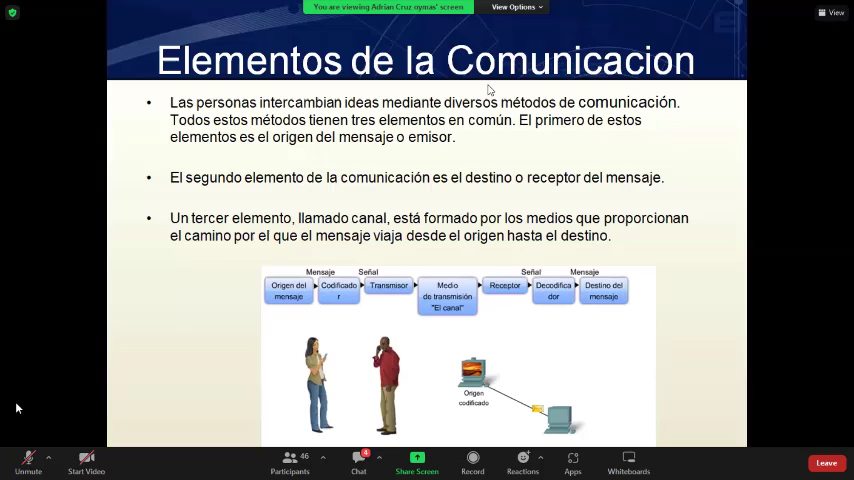 You are viewing Adrian Cruz oymas' screen
View Options
View
Elementos de la Comunicacion
• Las personas intercambian ideas mediante diversos métodos de comunicación.
Todos estos métodos tienen tres elementos en común. El primero de estos
elementos es el origen del mensaje o emisor.
• El segundo elemento de la comunicación es el destino o receptor del mensaje.
• Un tercer elemento, llamado canal, está formado por los medios que proporcionan
el camino por el que el mensaje viaja desde el origen hasta el destino.
Mensaje Señal Señal Mensaje
Origen del
mensaje
Codificado
r
Transmisor
Medio
de transmisión
"El canal"
Receptor
Decodifica
dor
Destino del
mensaje
Origen
codificado
Unmute
Start Video
46
Participants
4
Chat
Share Screen
Record
Reactions
Apps
Whiteboards
Leave